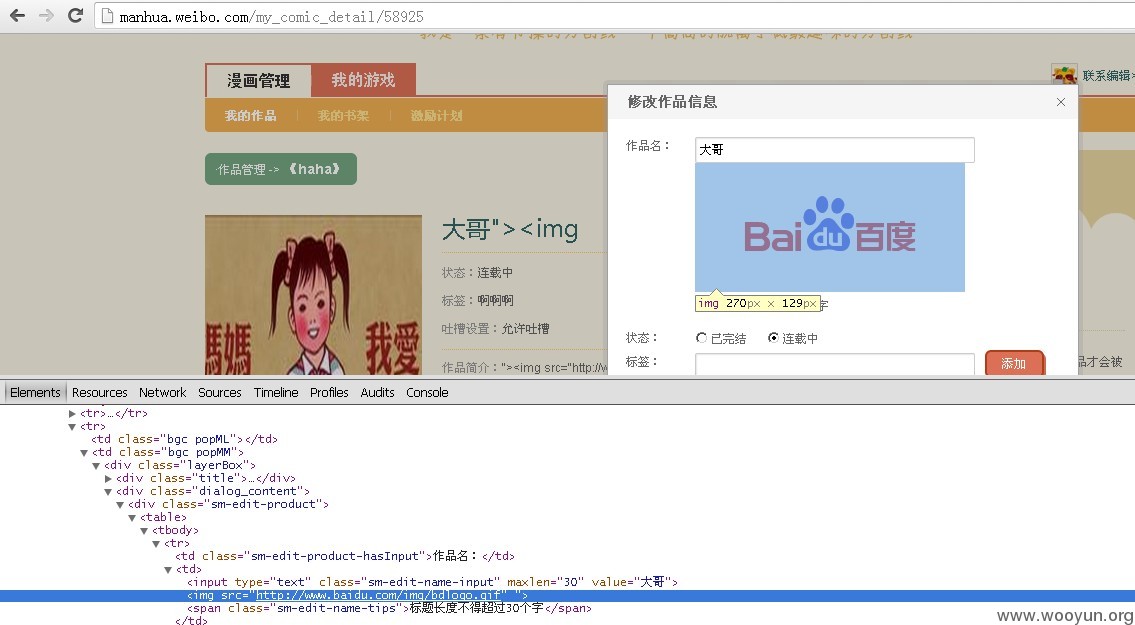 manhua.weibo.com/my_comic_detail/58925
漫画管理
我的游戏
联系编辑>
我的作品
我的书架
激励计划
作品管理 -> 《haha》
修改作品信息
作品名：
大哥
Bai du 百度
img 270px × 129px
字
状态：
已完结
连载中
标签：
添加
大哥"><img
状态：连载中
标签：啊啊啊
吐槽设置：允许吐槽
作品简介："><img src="http://w
品才会被
媽媽
我愛
Elements Resources Network Sources Timeline Profiles Audits Console
<tr>…</tr>
<tr>
<td class="bgc popML"></td>
<td class="bgc popMM">
<div class="layerBox">
<div class="title">…</div>
<div class="dialog_content">
<div class="sm-edit-product">
<table>
<tbody>
<tr>
<td class="sm-edit-product-hasInput">作品名：</td>
<td>
<input type="text" class="sm-edit-name-input" maxlen="30" value="大哥">
<img src="http://www.baidu.com/img/bdlogo.gif" ">
<span class="sm-edit-name-tips">标题长度不得超过30个字</span>
</td>
www.wooyun.org